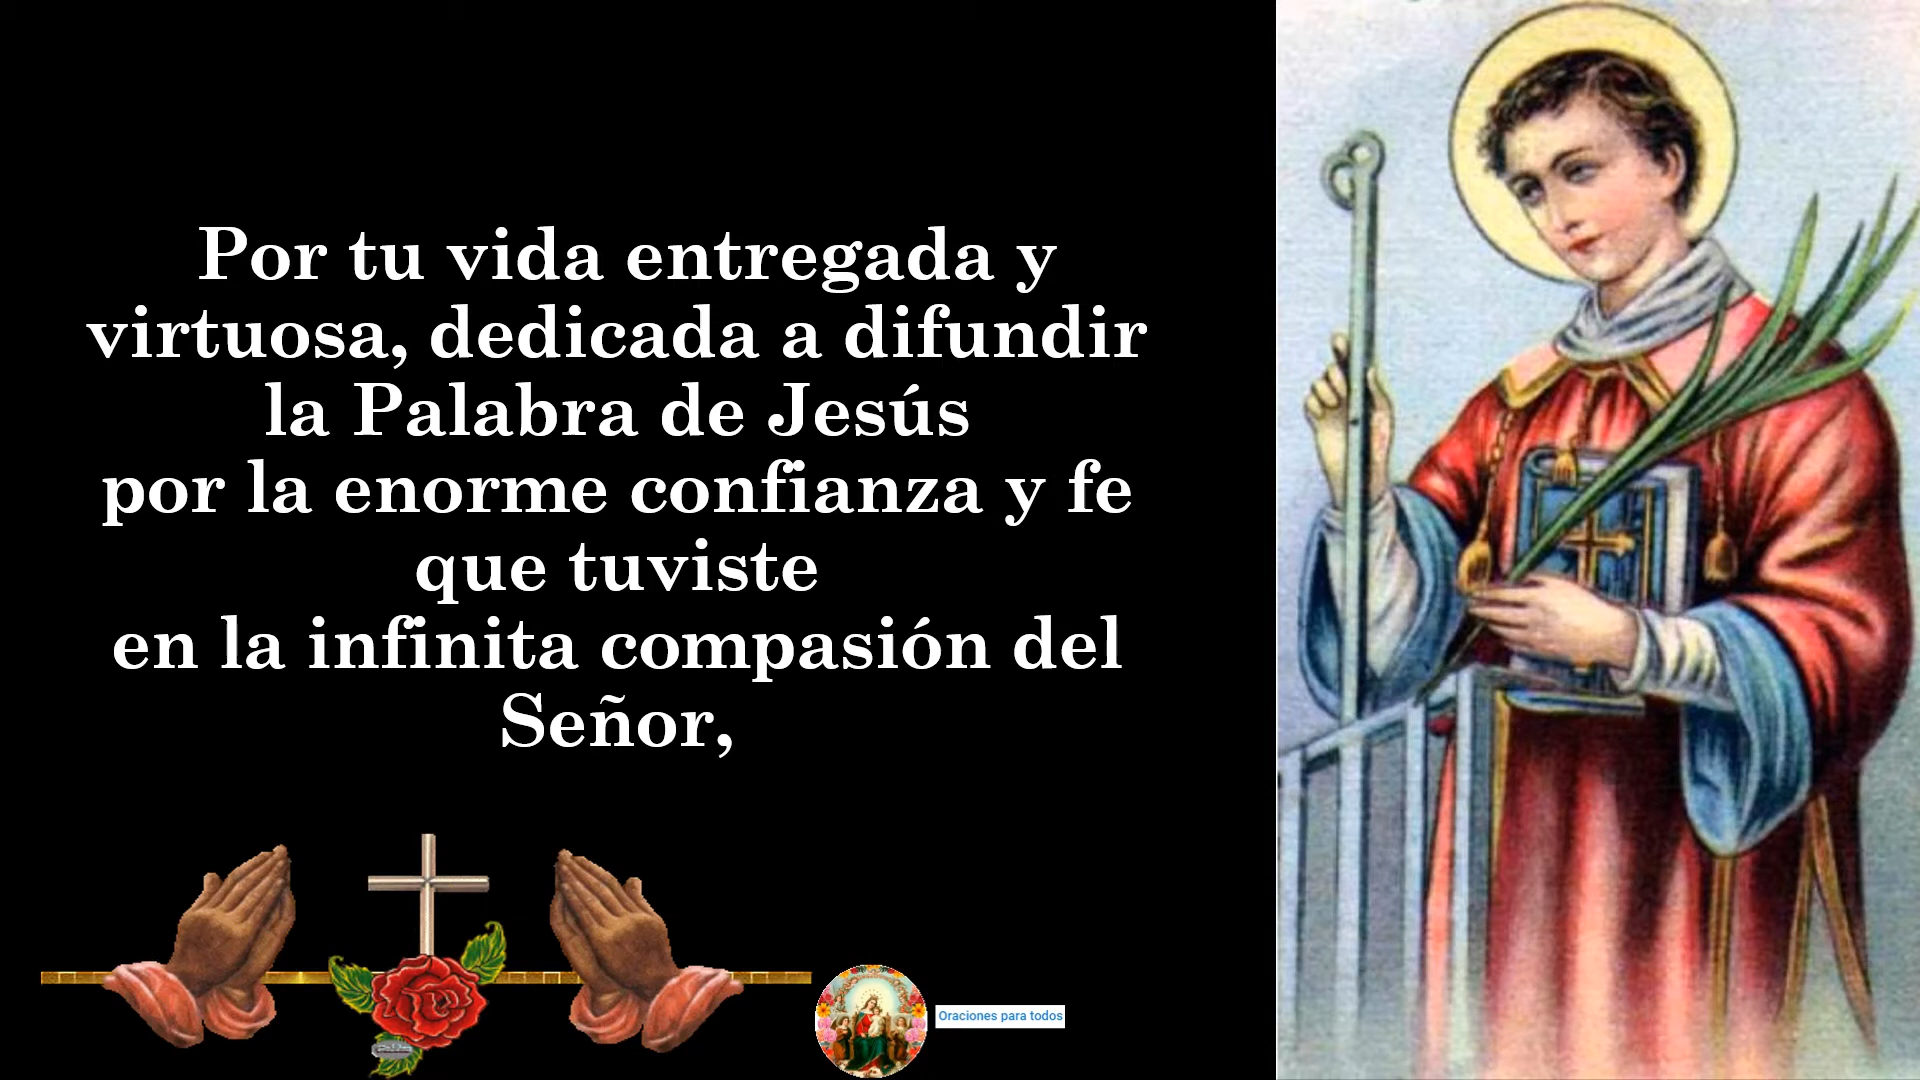 Por tu vida entregada y
virtuosa, dedicada a difundir
la Palabra de Jesús
por la enorme confianza y fe
que tuviste
en la infinita compasión del
Señor,
Oraciones para todos